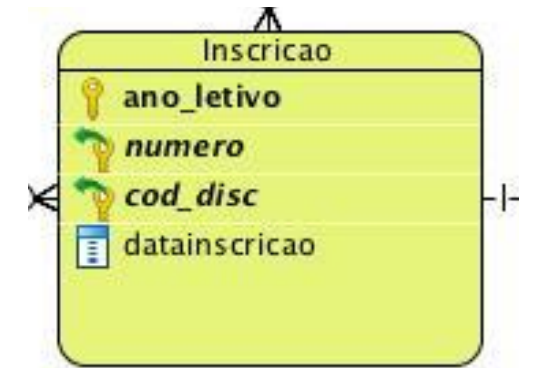 Inscricao
ano_letivo
numero
cod_disc
datainscricao